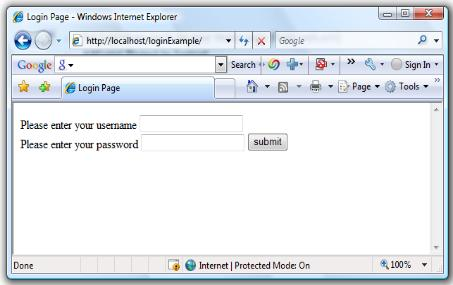 Login Page - Windows Internet Explorer
http://localhost/loginExample/ Google
Google g Search Sign In
Login Page Page Tools
Please enter your username
Please enter your password submit
Done Internet | Protected Mode: On 100%